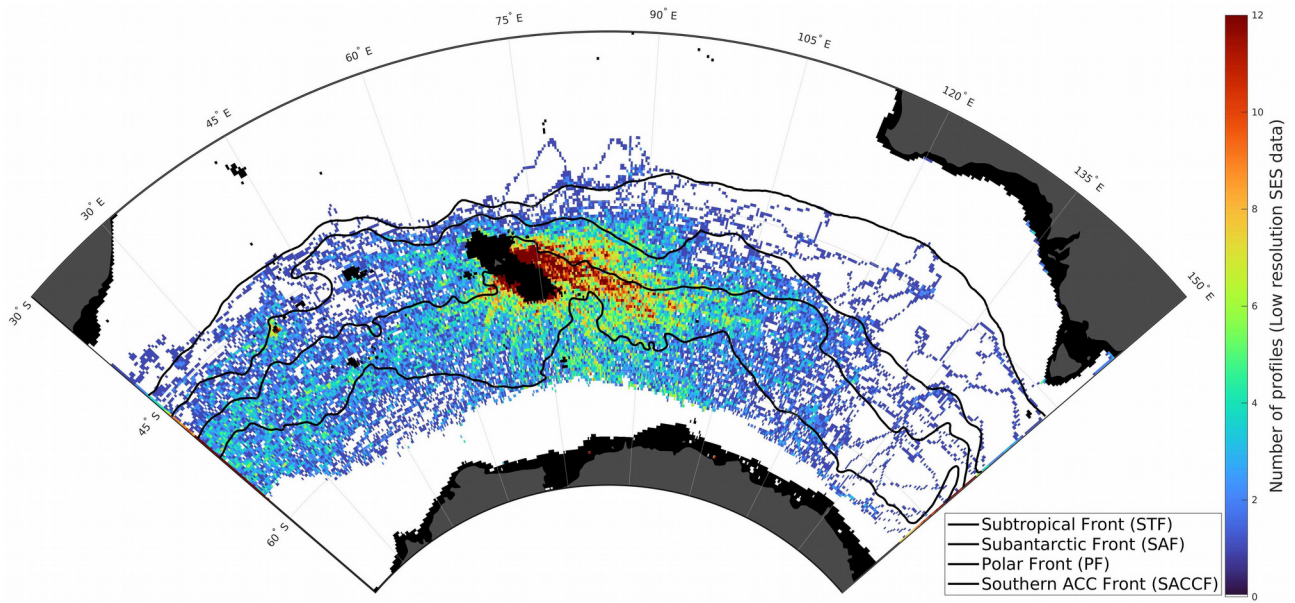 75° E
90° E
60° E
105° E
45° E
120° E
30° E
135° E
150° E
30° S
45° S
60° S
12
10
8
6
4
2
0
Number of profiles (Low resolution SES data)
Subtropical Front (STF)
Subantarctic Front (SAF)
Polar Front (PF)
Southern ACC Front (SACCF)